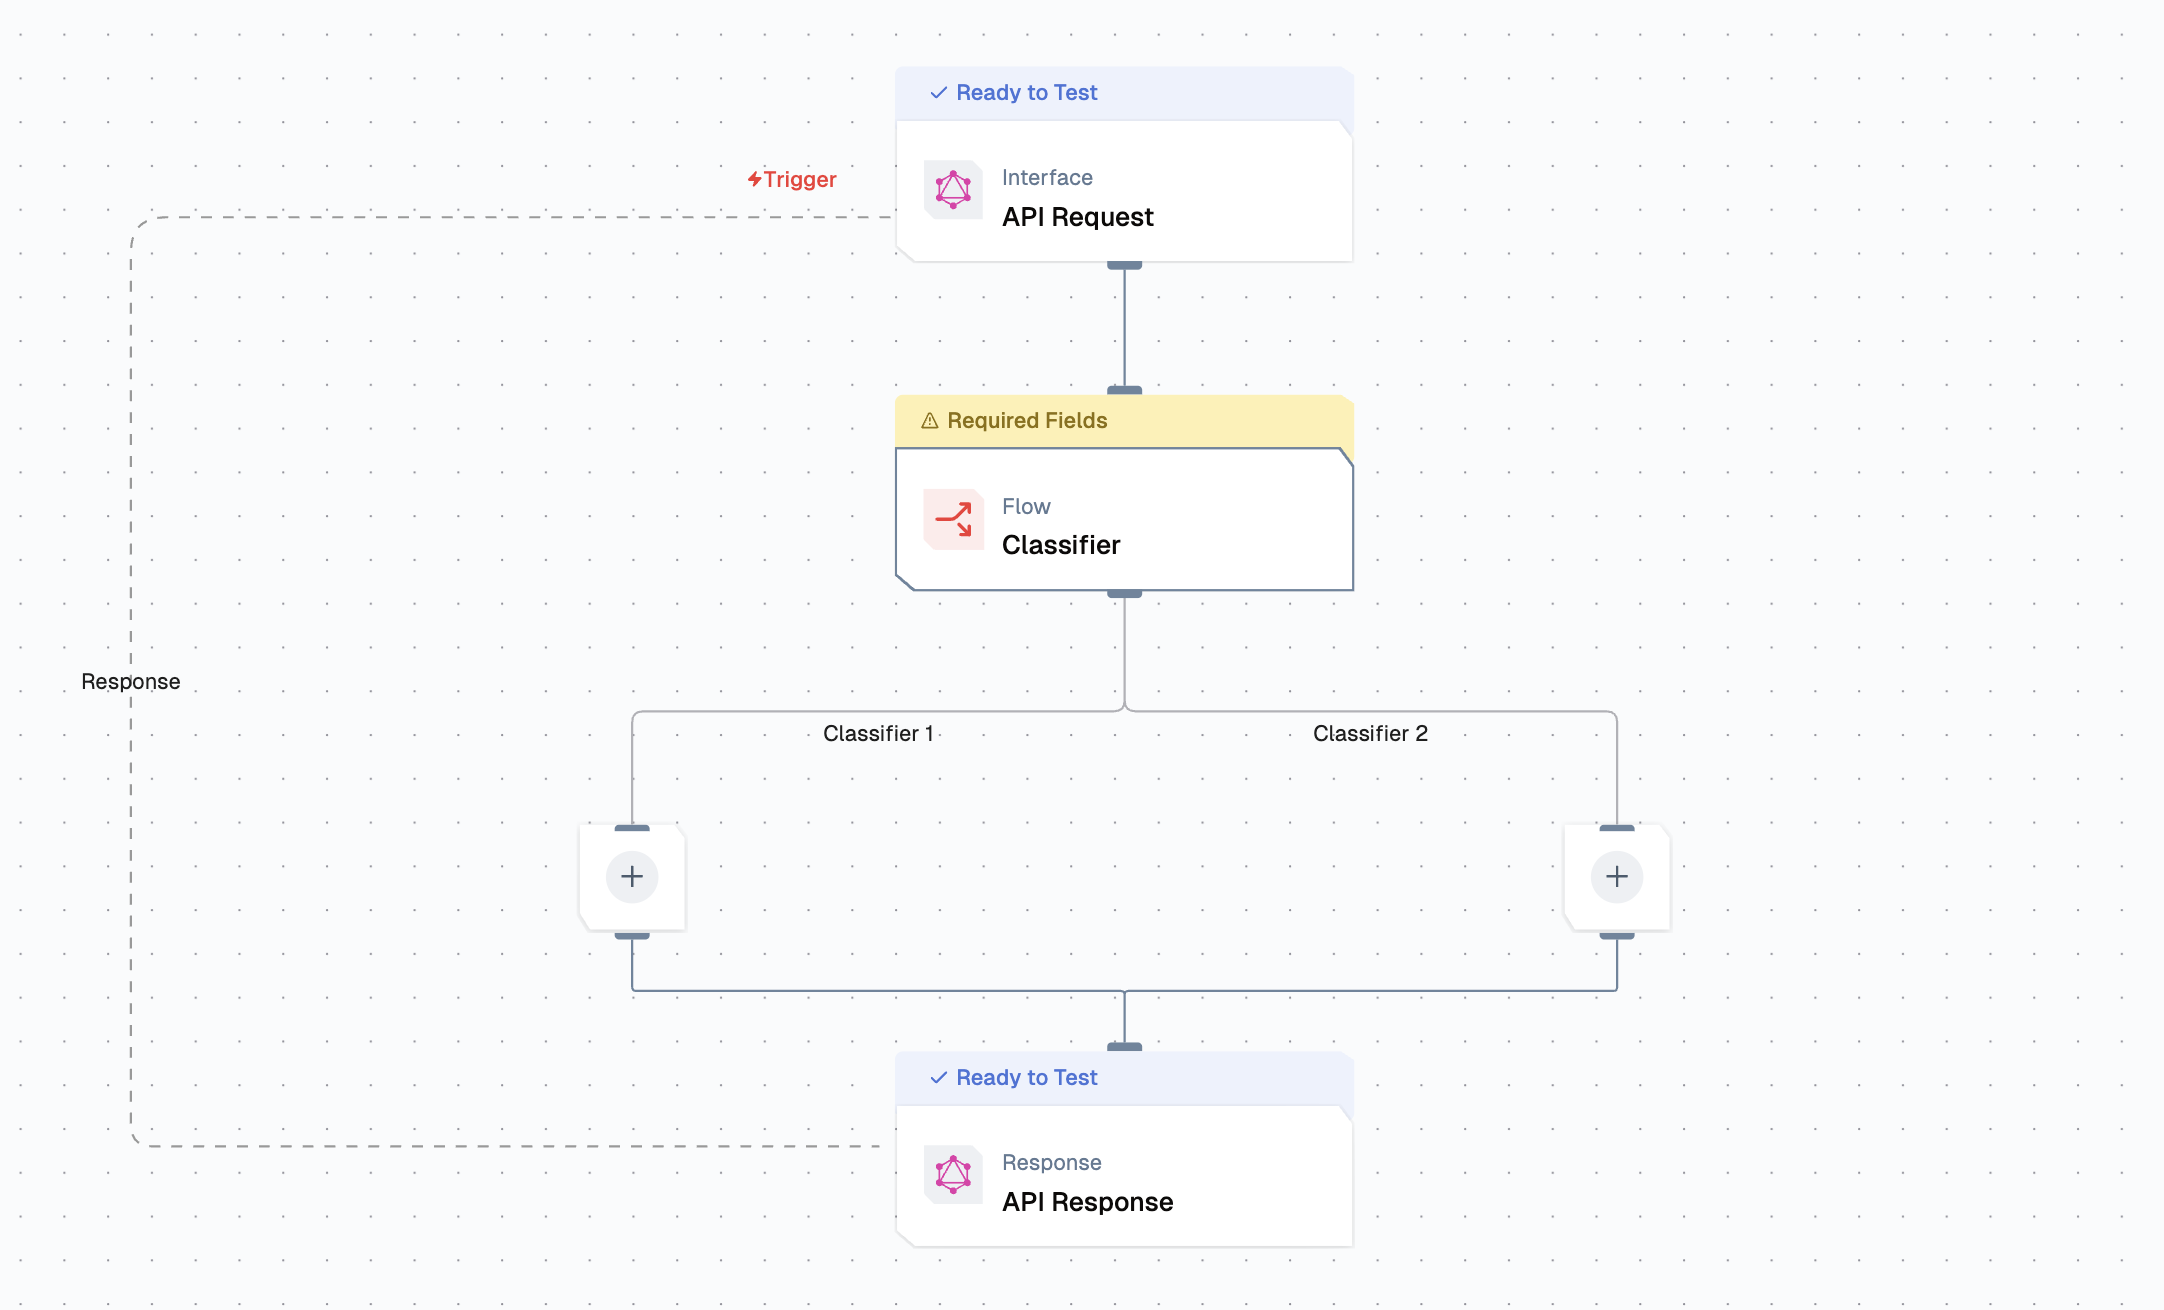 Ready to Test
Trigger
Interface
API Request
Required Fields
Flow
Classifier
Response
Classifier 1
Classifier 2
Ready to Test
Response
API Response